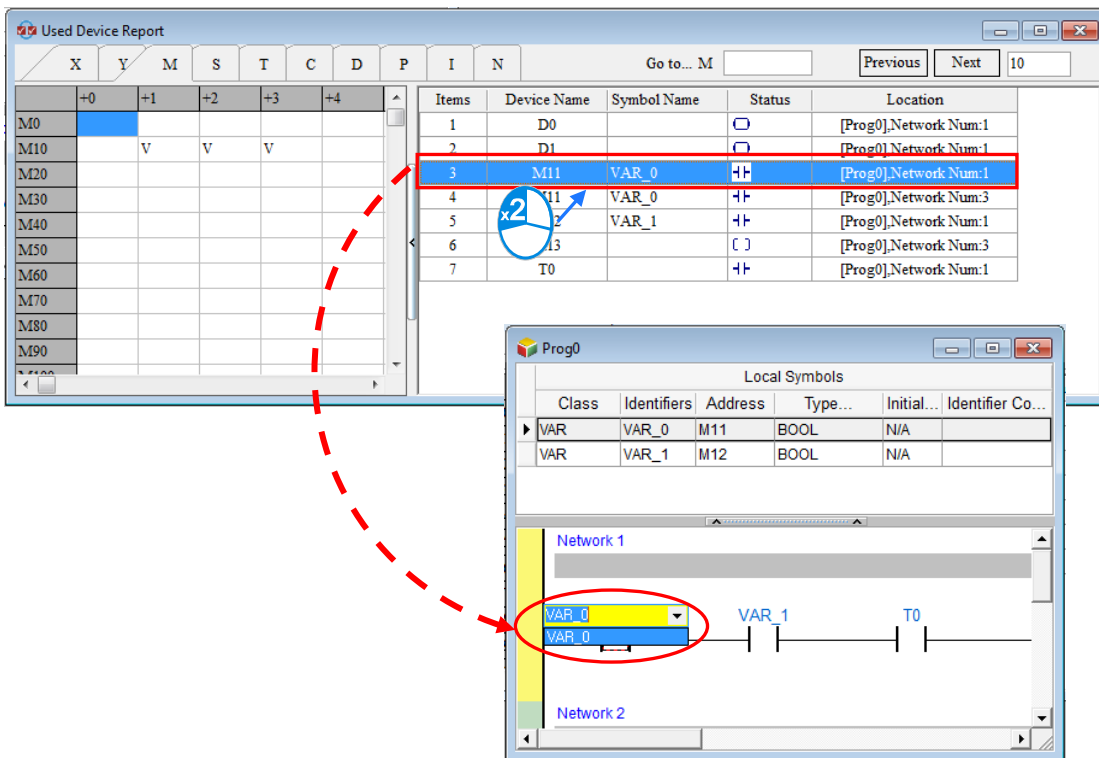 Used Device Report
X Y M S T C D P I N Go to... M Previous Next 10
+0 +1 +2 +3 +4
M0
M10 V V V
M20
M30
M40
M50
M60
M70
M80
M90
Items Device Name Symbol Name Status Location
1 D0 [Prog0],Network Num:1
2 D1 [Prog0],Network Num:1
3 M11 VAR_0 [Prog0],Network Num:1
4 VAR_0 [Prog0],Network Num:3
5 VAR_1 [Prog0],Network Num:1
6 [Prog0],Network Num:3
7 T0 [Prog0],Network Num:1
x2
Prog0
Local Symbols
Class Identifiers Address Type... Initial... Identifier Co...
VAR VAR_0 M11 BOOL N/A
VAR VAR_1 M12 BOOL N/A
Network 1
VAR_0 VAR_1 T0
VAR_0
Network 2